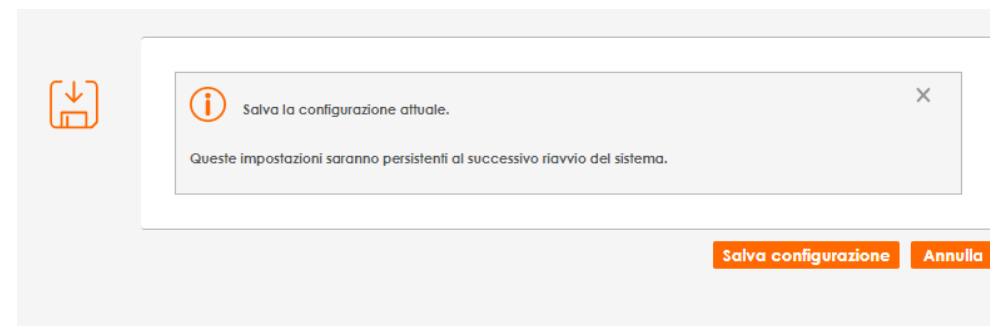 Salva la configurazione attuale.
Queste impostazioni saranno persistenti al successivo riavvio del sistema.
Salva configurazione Annulla